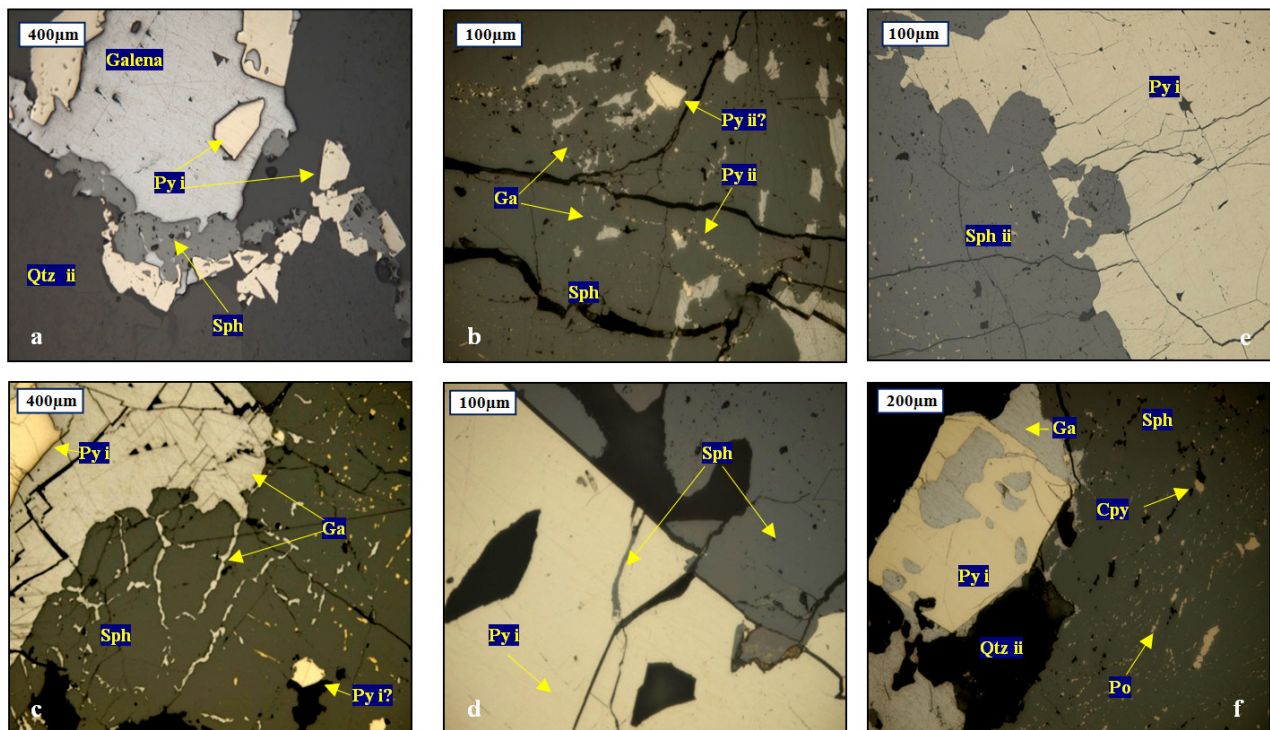 400μm
Galena
Py i
Qtz ii
Sph
a
100μm
Py ii?
Py ii
Ga
Sph
b
100μm
Py i
Sph ii
e
400μm
Py i
Ga
Sph
Py i?
c
100μm
Sph
Py i
d
200μm
Ga
Sph
Cpy
Py i
Qtz ii
Po
f